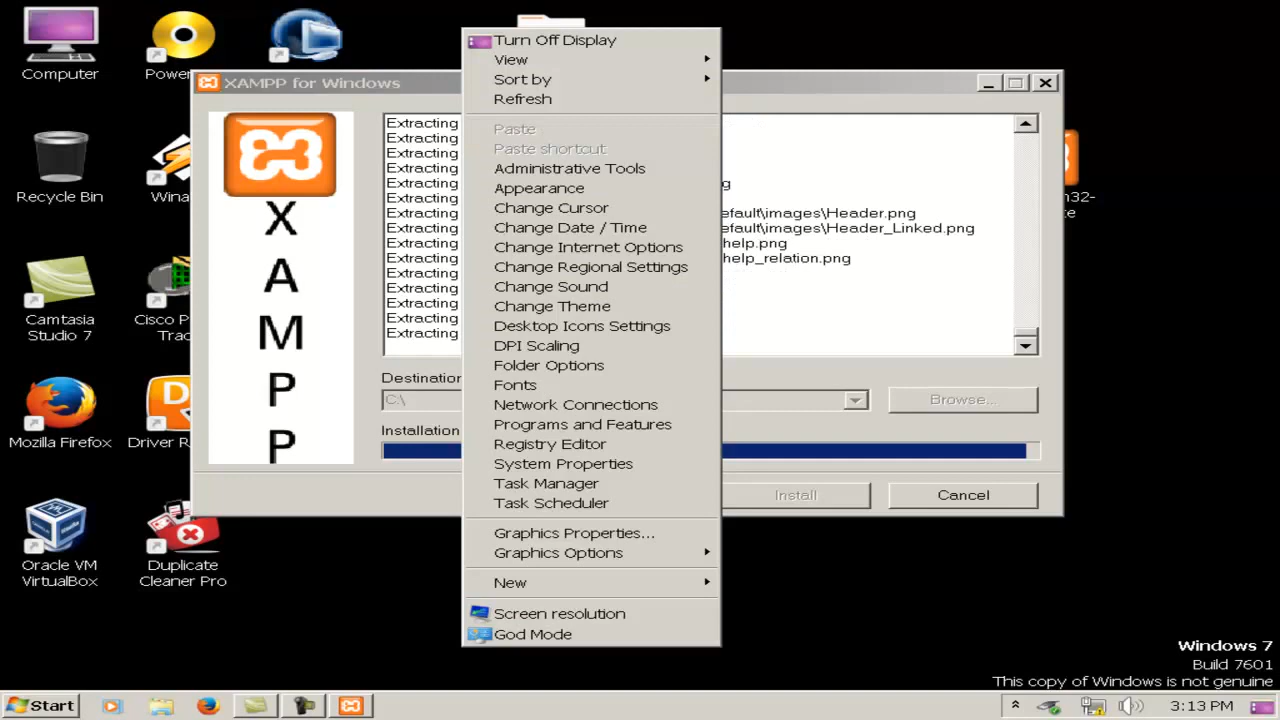 Computer
Power
Recycle Bin
Wina
Camtasia
Studio 7
Cisco P
Trac
Mozilla Firefox
Driver R
Oracle VM
VirtualBox
Duplicate
Cleaner Pro
XAMPP for Windows
X
A
M
P
P
Extracting
Extracting
Extracting
Extracting
Extracting
Extracting
Extracting
efault\images\Header.png
Extracting
efault\images\Header_Linked.png
Extracting
help.png
Extracting
help_relation.png
Extracting
Extracting
Extracting
Extracting
Extracting
Destination
C:\
Browse...
Installation
Install
Cancel
Turn Off Display
View
Sort by
Refresh
Paste
Paste shortcut
Administrative Tools
Appearance
Change Cursor
Change Date / Time
Change Internet Options
Change Regional Settings
Change Sound
Change Theme
Desktop Icons Settings
DPI Scaling
Folder Options
Fonts
Network Connections
Programs and Features
Registry Editor
System Properties
Task Manager
Task Scheduler
Graphics Properties...
Graphics Options
New
Screen resolution
God Mode
Windows 7
Build 7601
This copy of Windows is not genuine
Start
3:13 PM